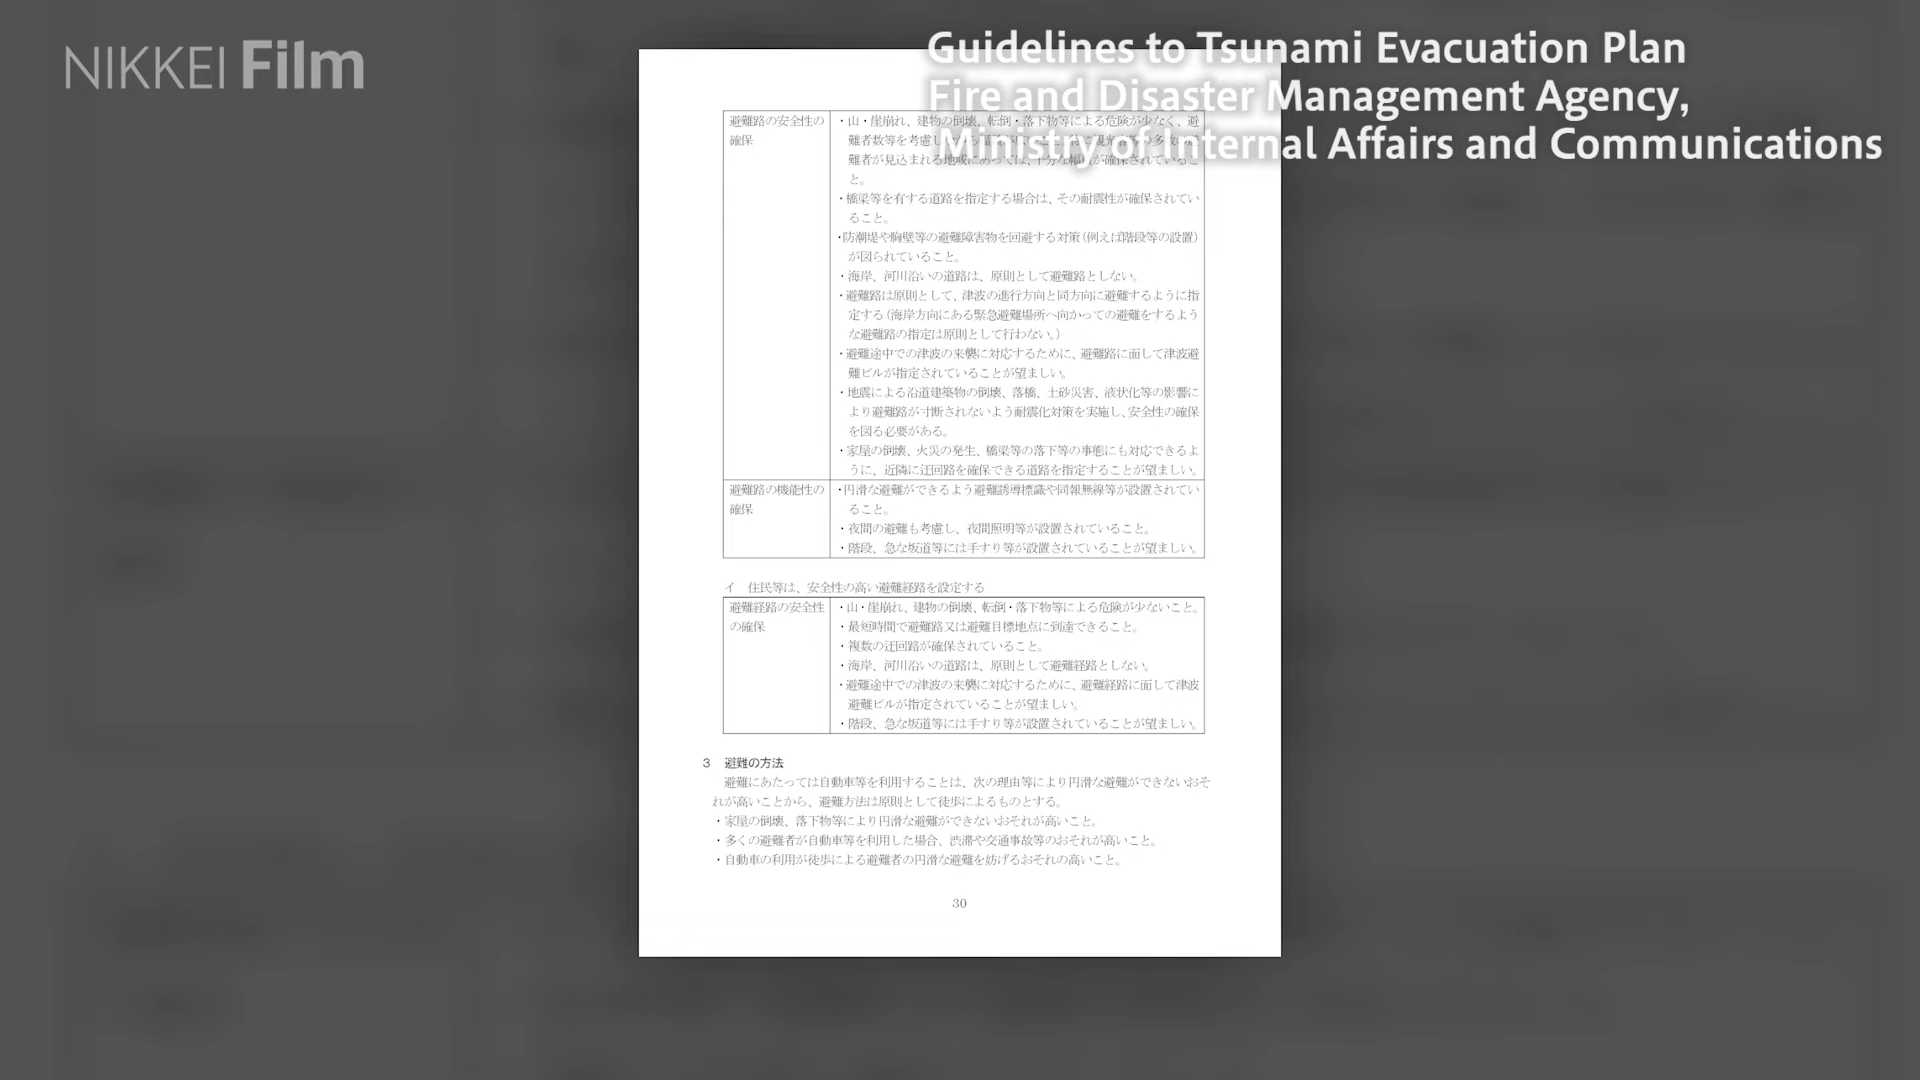 NIKKEI Film
Guidelines to Tsunami Evacuation Plan
Fire and Disaster Management Agency,
Ministry of Internal Affairs and Communications
避難路の安全性の
確保
・山・崖崩れ、建物の倒壊、転倒・落下物等による危険が少なく、避
難者数等を考慮し
難者が見込まれる地域にあっては、十分な幅員が確保されているこ
と。
・橋梁等を有する道路を指定する場合は、その耐震性が確保されてい
ること。
・防潮堤や胸壁等の避難障害物を回避する対策（例えば階段等の設置）
が図られていること。
・海岸、河川沿いの道路は、原則として避難路としない。
・避難路は原則として、津波の進行方向と同方向に避難するように指
定する（海岸方向にある緊急避難場所へ向かっての避難をするよう
な避難路の指定は原則として行わない。）
・避難途中での津波の来襲に対応するために、避難路に面して津波避
難ビルが指定されていることが望ましい。
・地震による沿道建築物の倒壊、落橋、土砂災害、液状化等の影響に
より避難路が寸断されないよう耐震化対策を実施し、安全性の確保
を図る必要がある。
・家屋の倒壊、火災の発生、橋梁等の落下等の事態にも対応できるよ
うに、近隣に迂回路を確保できる道路を指定することが望ましい。
避難路の機能性の
確保
・円滑な避難ができるよう避難誘導標識や同報無線等が設置されてい
ること。
・夜間の避難も考慮し、夜間照明等が設置されていること。
・階段、急な坂道等には手すり等が設置されていることが望ましい。
イ　住民等は、安全性の高い避難経路を設定する
避難経路の安全性
の確保
・山・崖崩れ、建物の倒壊、転倒・落下物等による危険が少ないこと。
・最短時間で避難路又は避難目標地点に到達できること。
・複数の迂回路が確保されていること。
・海岸、河川沿いの道路は、原則として避難経路としない。
・避難途中での津波の来襲に対応するために、避難経路に面して津波
避難ビルが指定されていることが望ましい。
・階段、急な坂道等には手すり等が設置されていることが望ましい。
３　避難の方法
避難にあたっては自動車等を利用することは、次の理由等により円滑な避難ができないおそ
れが高いことから、避難方法は原則として徒歩によるものとする。
・家屋の倒壊、落下物等により円滑な避難ができないおそれが高いこと。
・多くの避難者が自動車等を利用した場合、渋滞や交通事故等のおそれが高いこと。
・自動車の利用が徒歩による避難者の円滑な避難を妨げるおそれの高いこと。
30